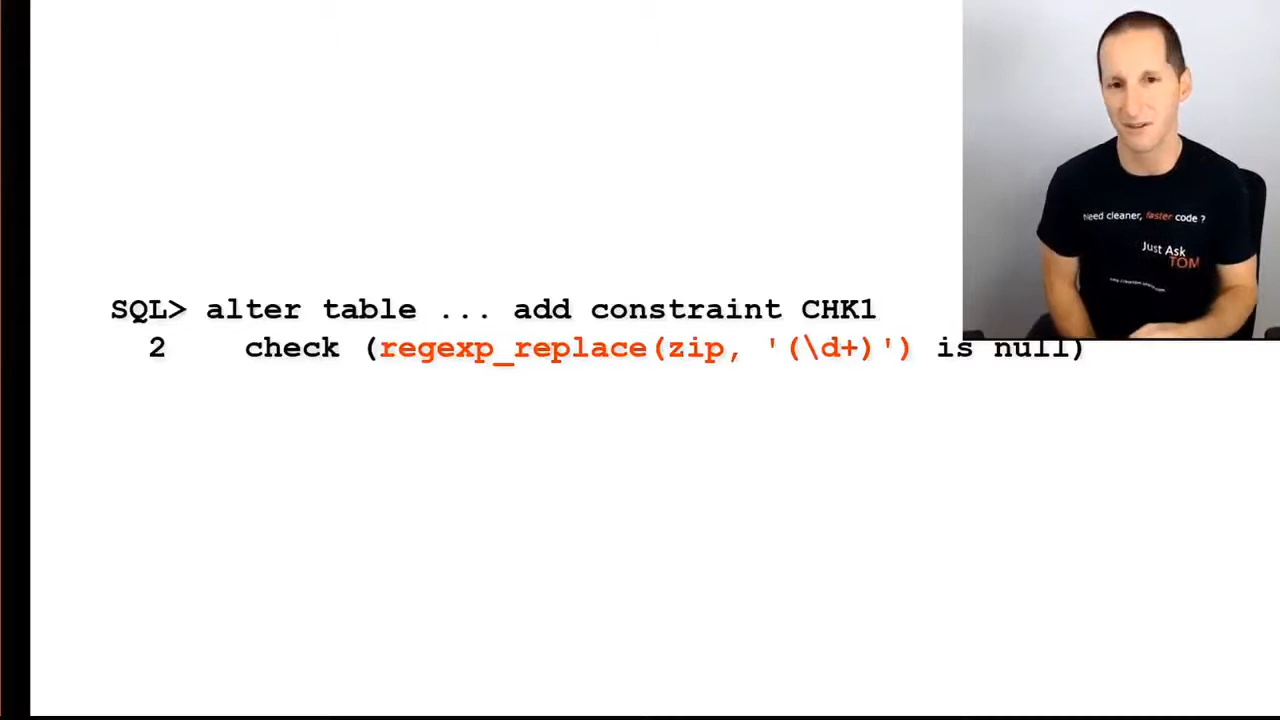 SQL> alter table ... add constraint CHK1
2 check (regexp_replace(zip, '(\d+)') is null)
Need cleaner, faster code ?
Just Ask
TOM